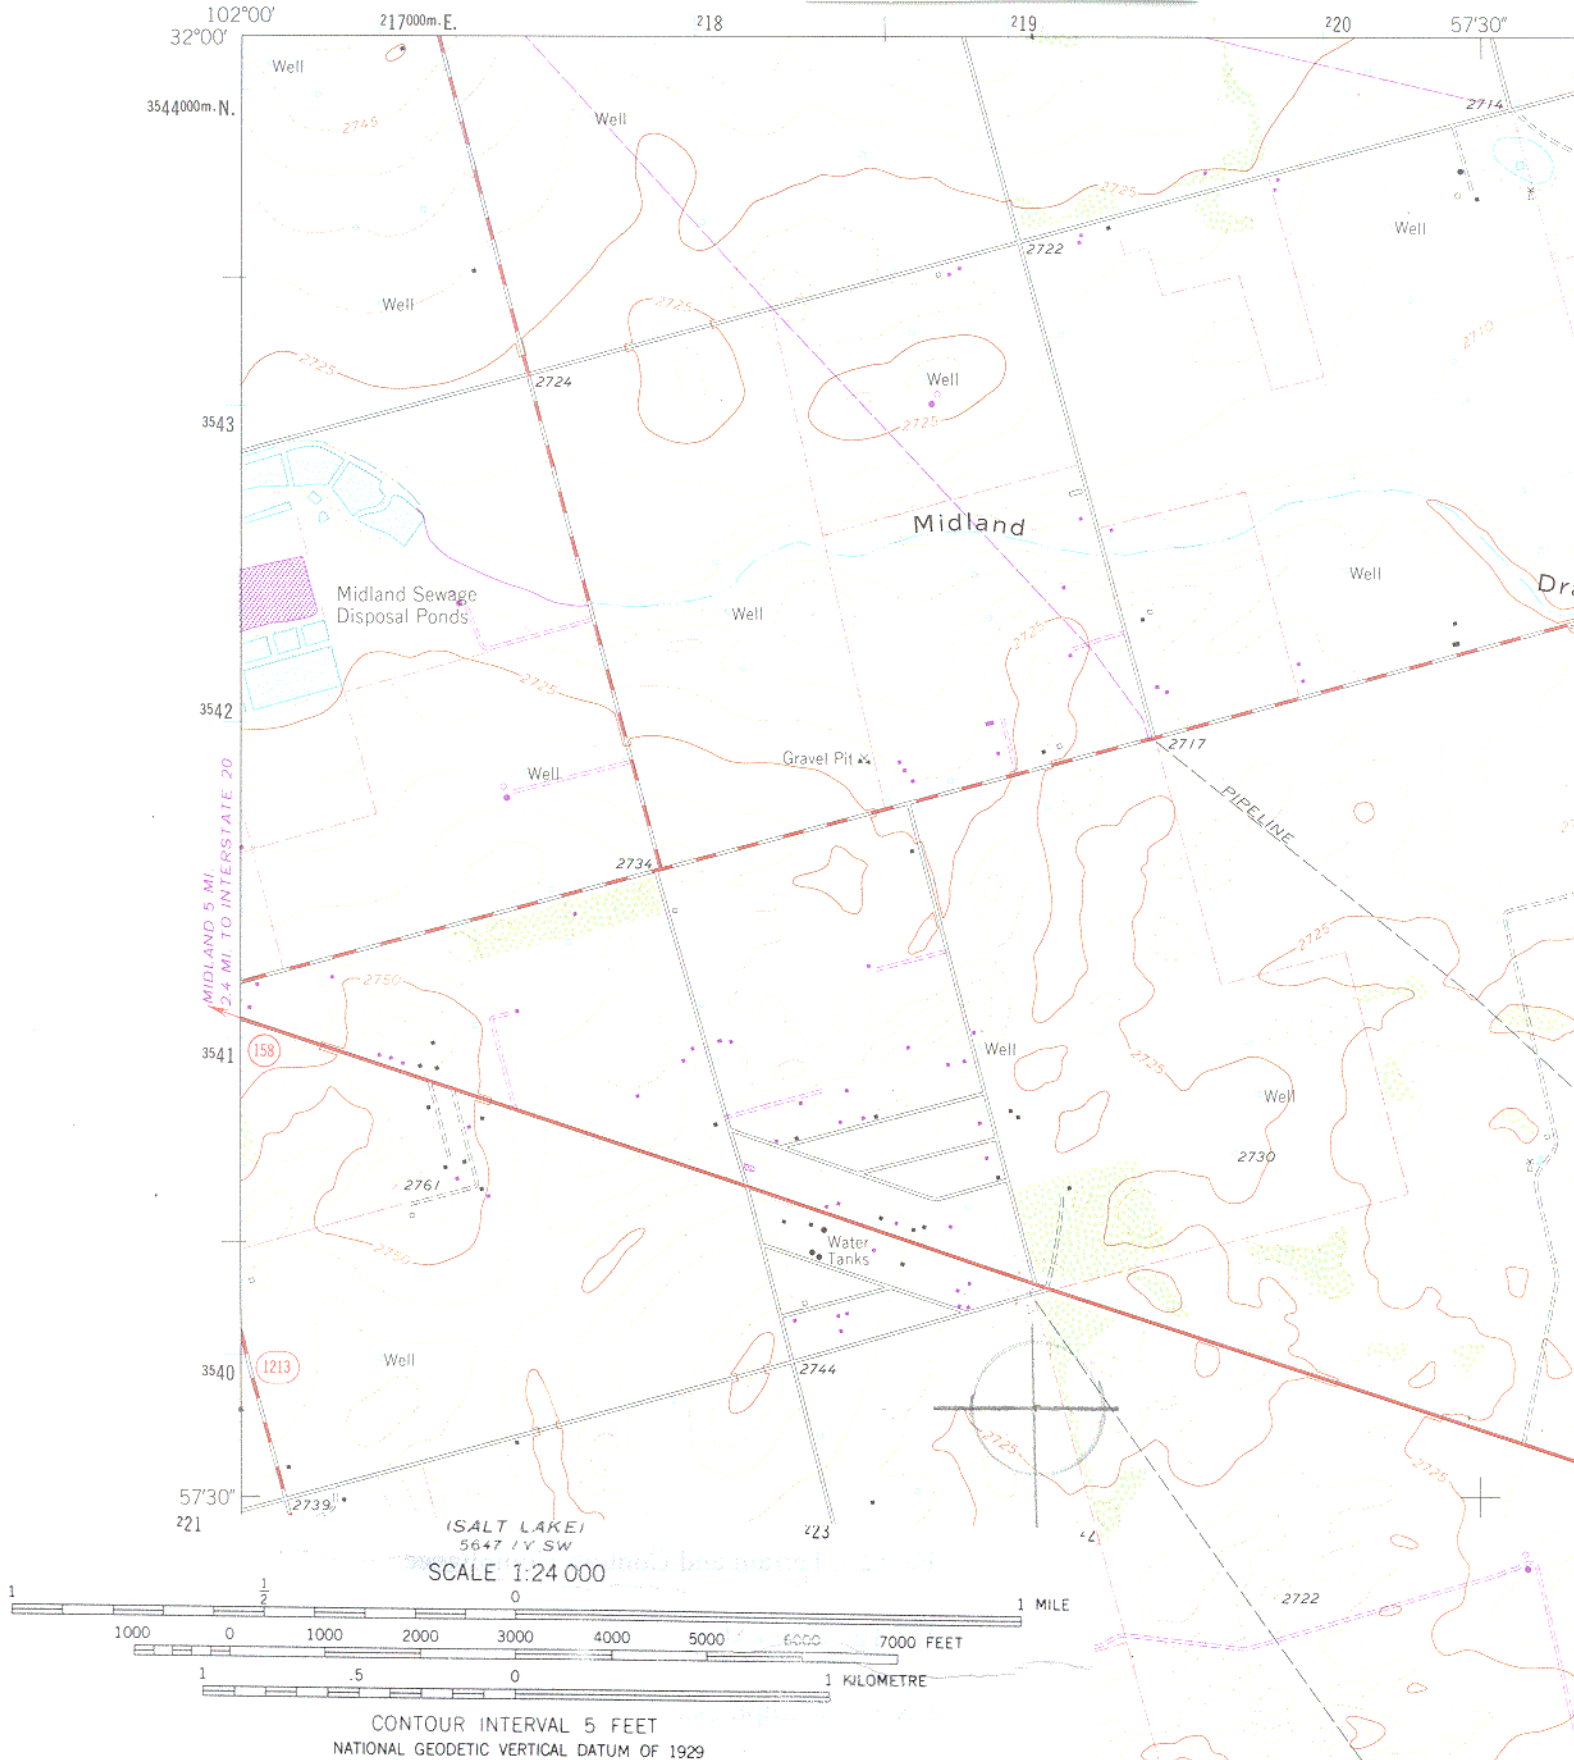 102°00'
217000m.E.
218
219
220
57'30"
32°00'
Well
3544000m.N.
2745
Well
2714
2725
Well
2722
Well
2725
2710
2725
2724
Well
2725
3543
Midland
Well
Dra
Midland Sewage
Disposal Ponds
Well
2725
2725
3542
2717
Gravel Pit
Well
PIPELINE
MIDLAND 5 MI.
2.4 MI. TO INTERSTATE 20
2734
2725
2750
3541
158
Well
2725
Well
2730
2761
2750
Water
Tanks
3540
1213
Well
2744
2725
2725
57'30"
2739
221
(SALT LAKE)
5647 IV SW
223
SCALE 1:24 000
1
1/2
0
1 MILE
2722
1000
0
1000
2000
3000
4000
5000
6000
7000 FEET
1
.5
0
1 KILOMETRE
CONTOUR INTERVAL 5 FEET
NATIONAL GEODETIC VERTICAL DATUM OF 1929